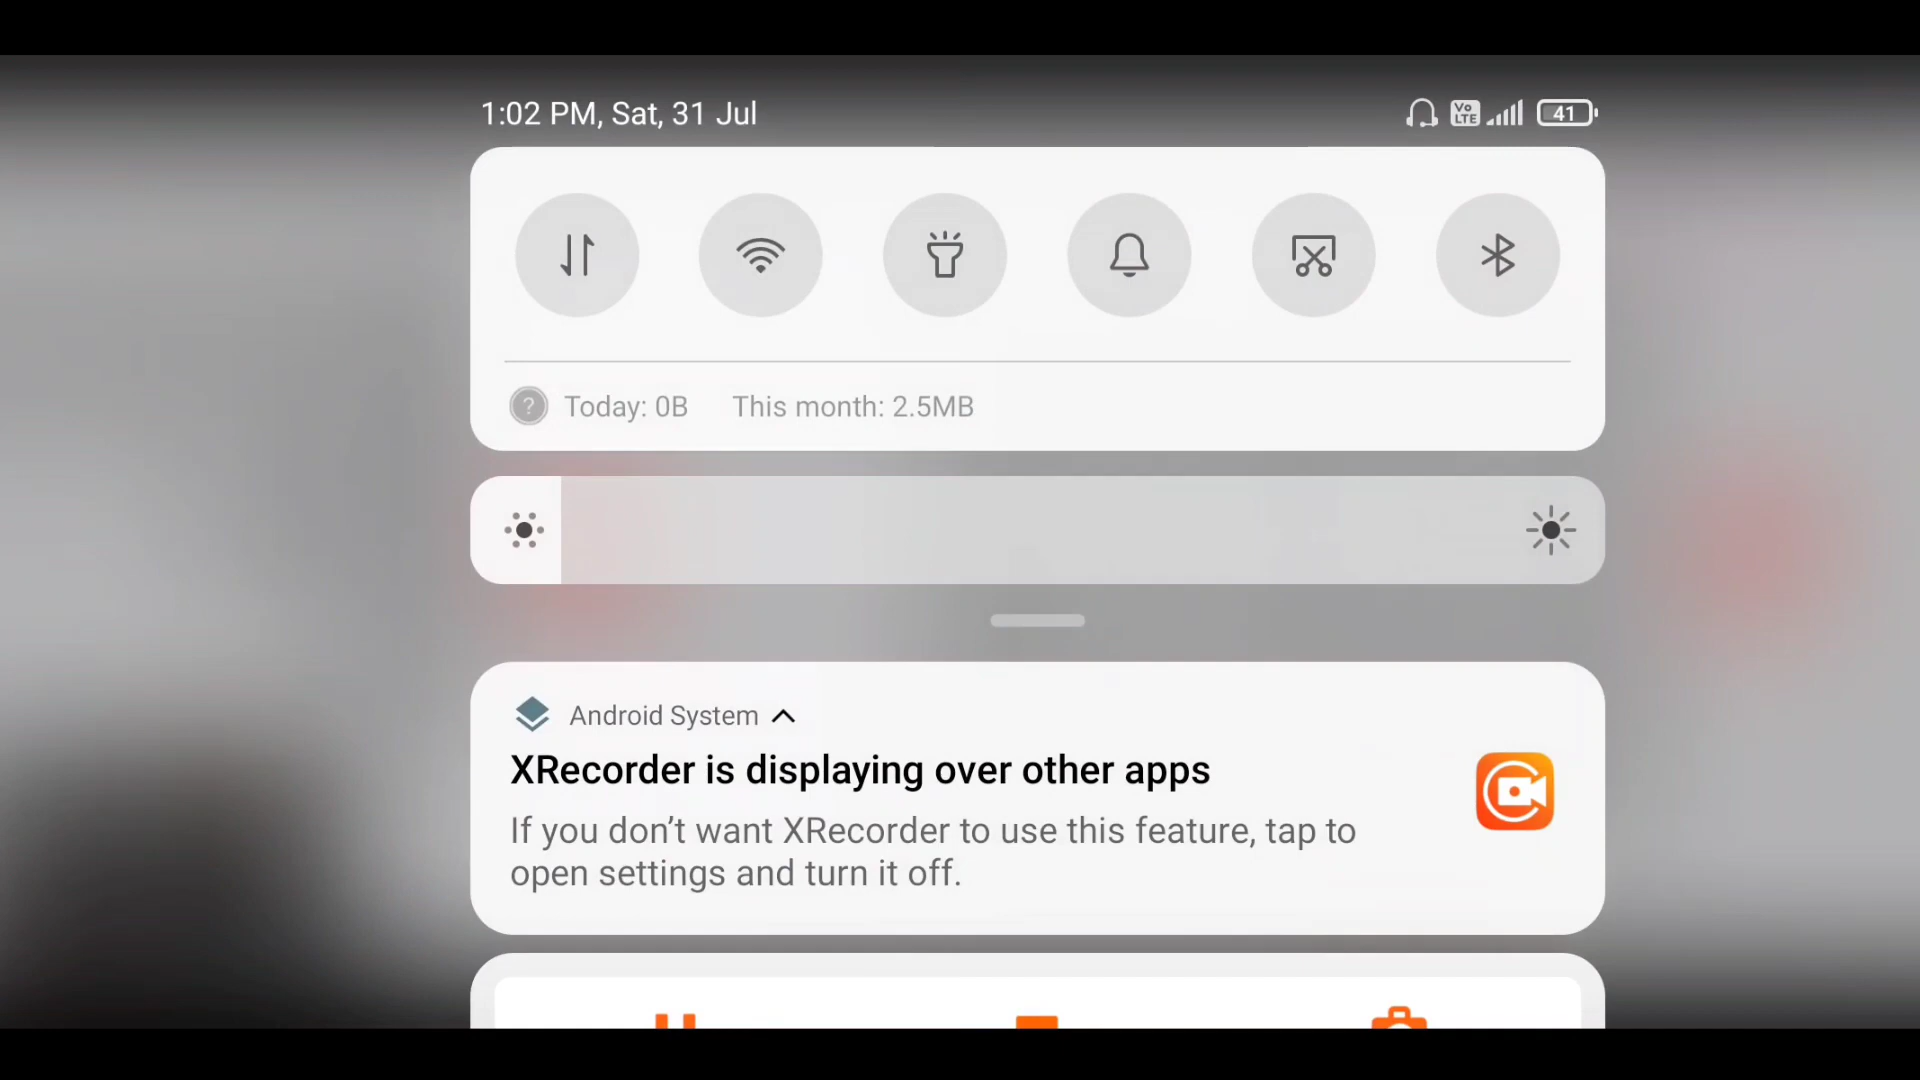 1:02 PM, Sat, 31 Jul
Vo
LTE
41
? Today: 0B This month: 2.5MB
Android System
XRecorder is displaying over other apps
If you don’t want XRecorder to use this feature, tap to
open settings and turn it off.